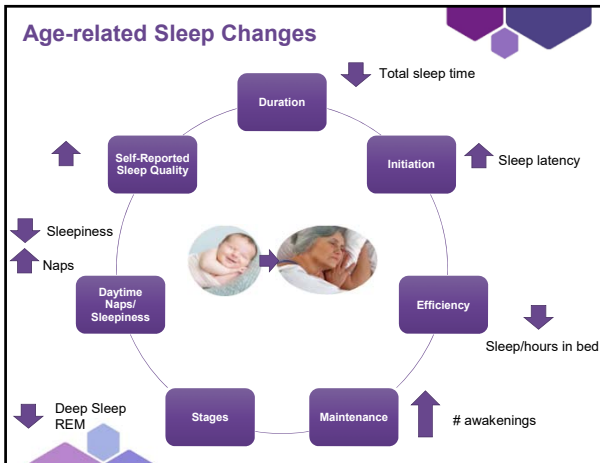 Age-related Sleep Changes
Total sleep time
Duration
Self-Reported
Sleep Quality
Initiation
Sleep latency
Sleepiness
Naps
Daytime
Naps/
Sleepiness
Efficiency
Sleep/hours in bed
Stages
Maintenance
Deep Sleep
REM
# awakenings